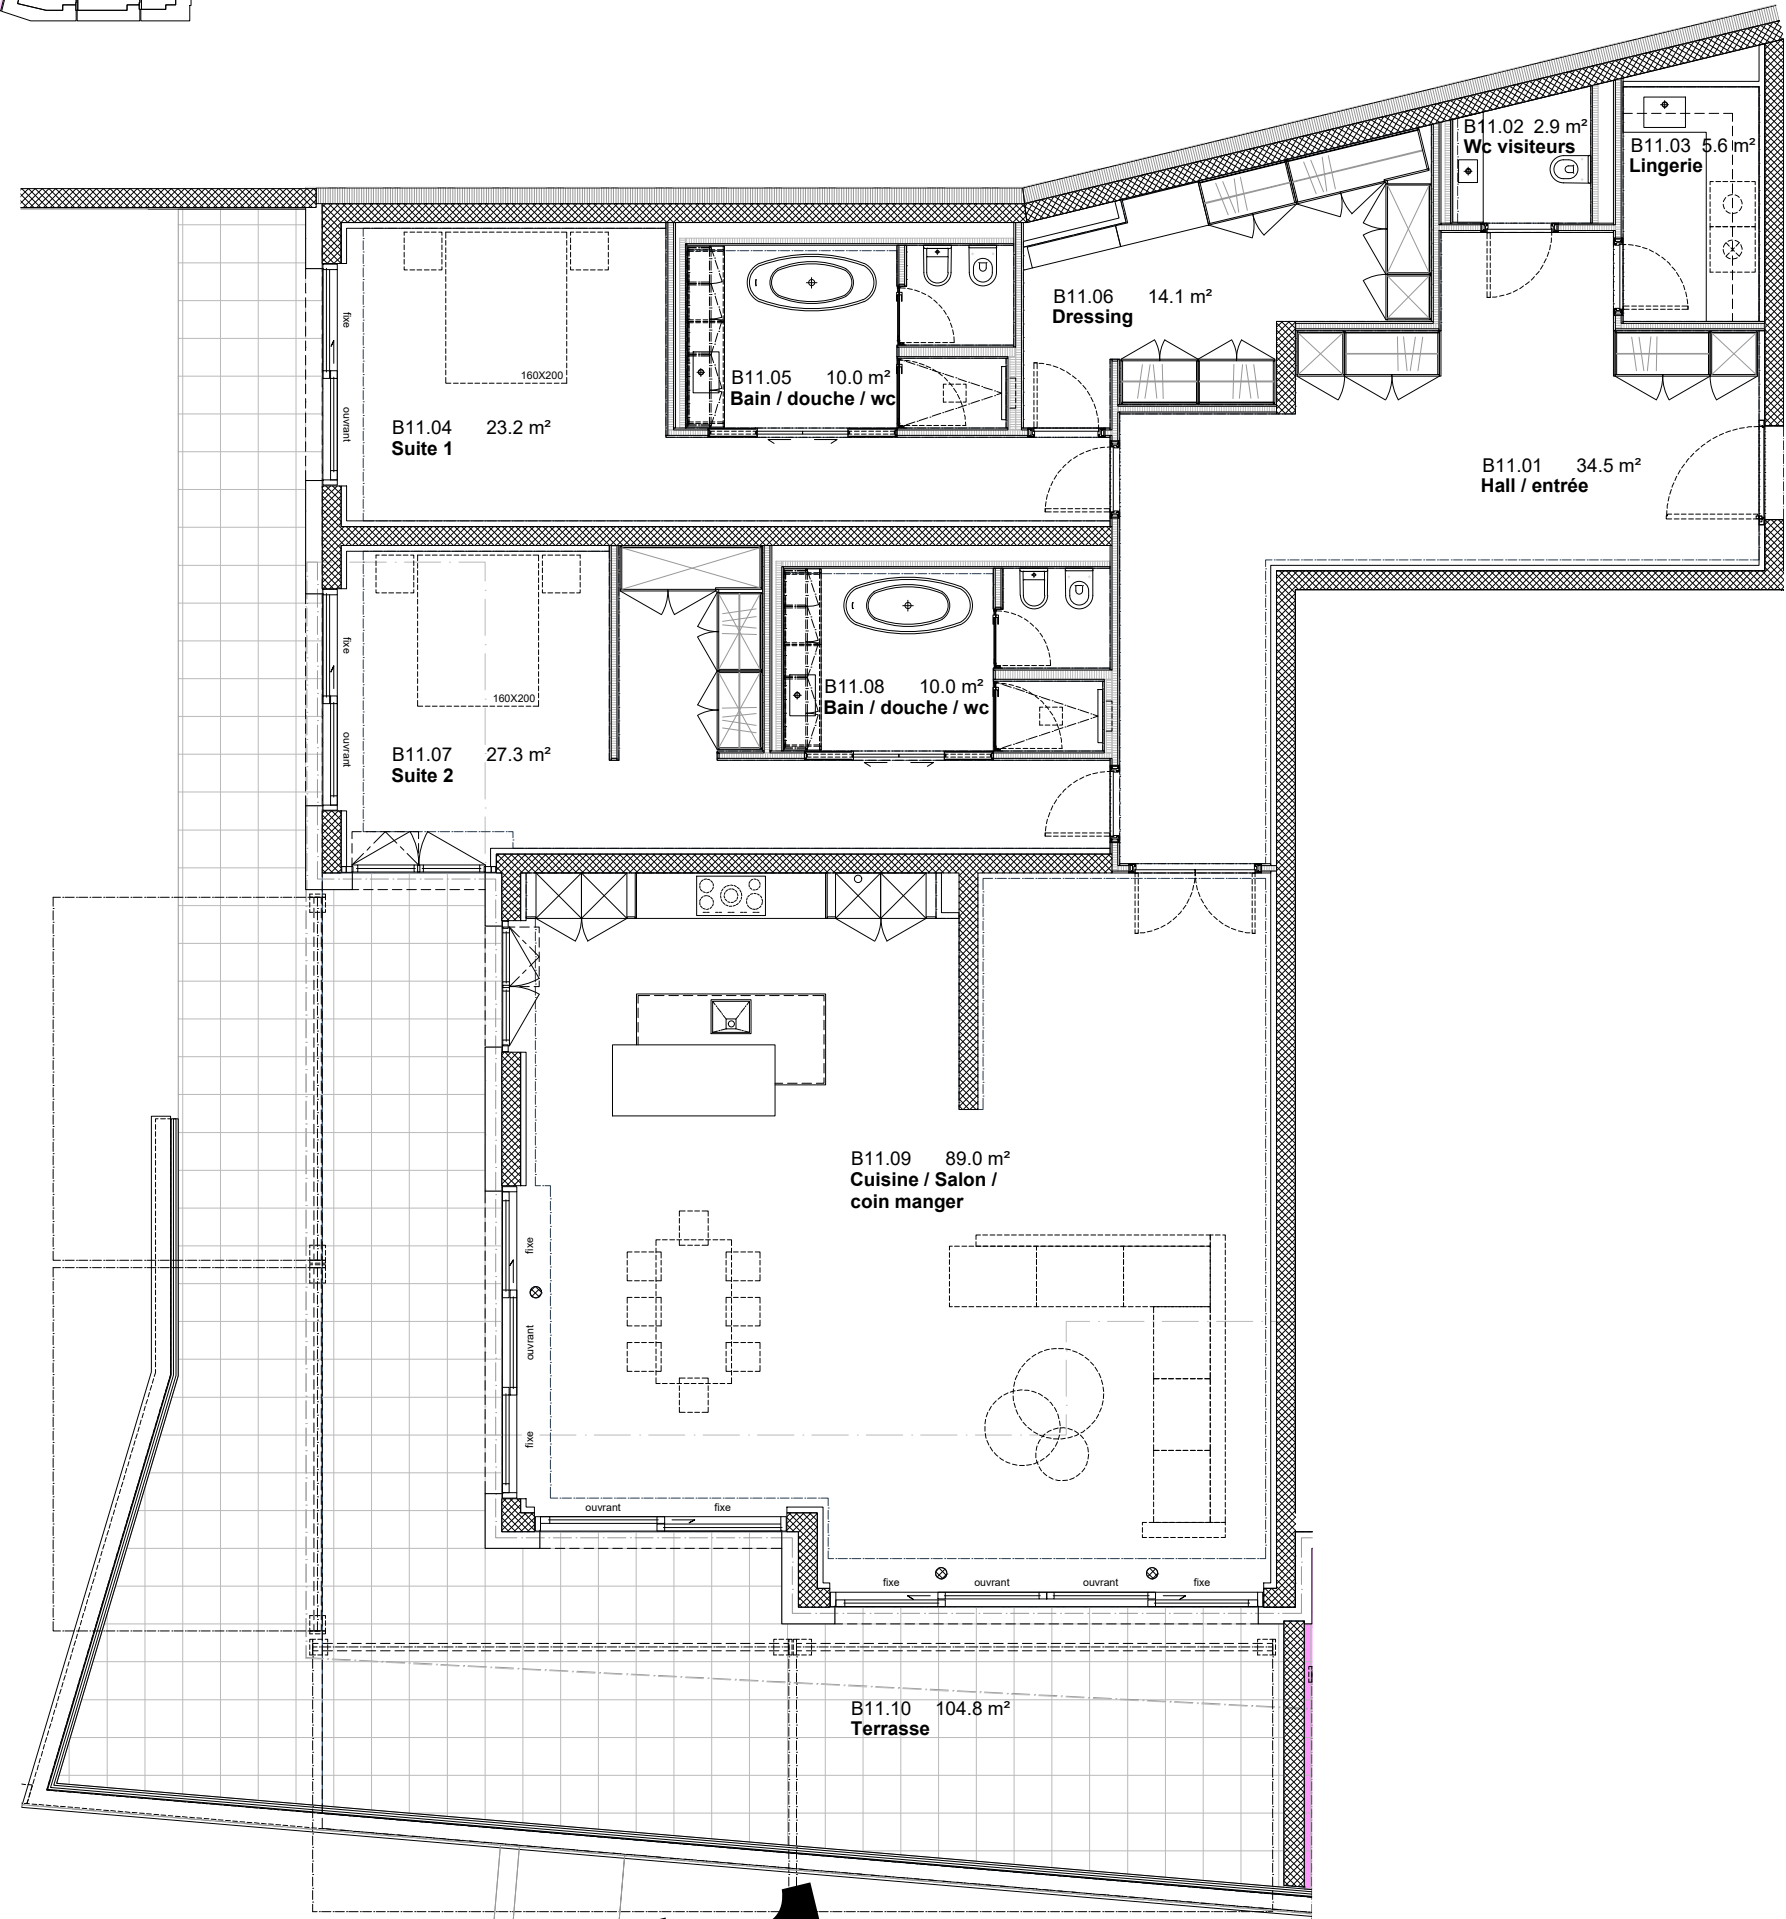 B11.02 2.9 m²
Wc visiteurs
B11.03 5.6 m²
Lingerie
B11.06 14.1 m²
Dressing
fixe
160X200
B11.05 10.0 m²
Bain / douche / wc
ouvrant
B11.04 23.2 m²
Suite 1
B11.01 34.5 m²
Hall / entrée
fixe
160X200
B11.08 10.0 m²
Bain / douche / wc
ouvrant
B11.07 27.3 m²
Suite 2
B11.09 89.0 m²
Cuisine / Salon /
coin manger
fixe
ouvrant
fixe
ouvrant fixe
fixe ouvrant ouvrant fixe
B11.10 104.8 m²
Terrasse